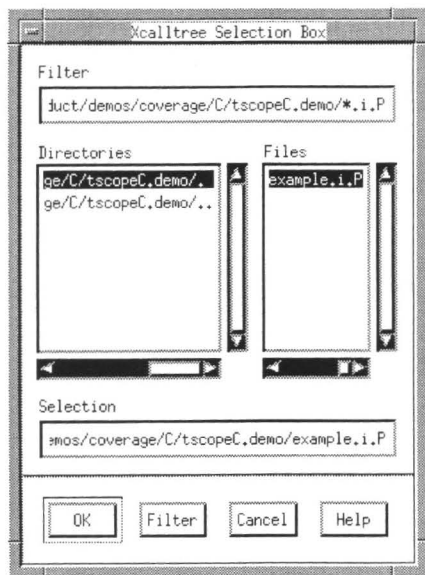 Xcalltree Selection Box
Filter
duct/demos/coverage/C/tscopeC.demo/*.i.P
Directories
Files
ge/C/tscopeC.demo/.
ge/C/tscopeC.demo/..
example.i.P
Selection
emos/coverage/C/tscopeC.demo/example.i.P
OK
Filter
Cancel
Help